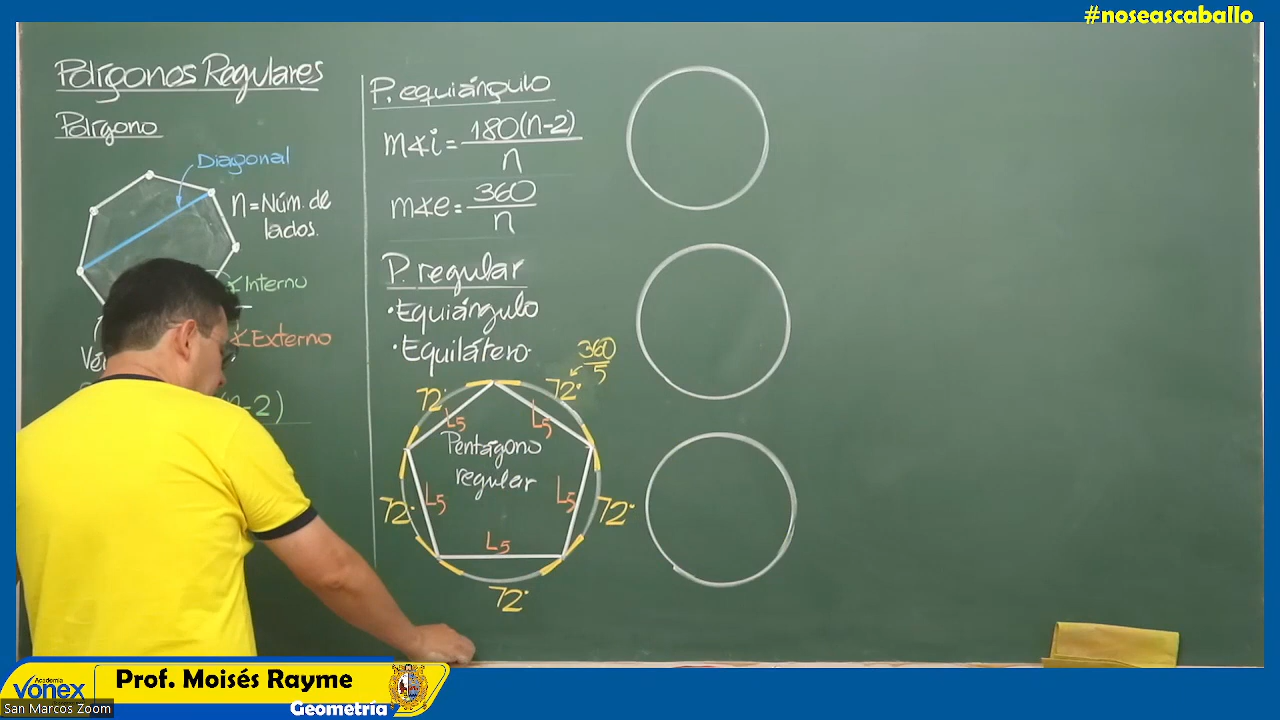 #noseascaballo
Polígonos Regulares
Polígono
Diagonal
n=Núm. de
lados.
∡Interno
∡Externo
n-2)
P. equiángulo
m∡i = 180(n-2)
n
m∡e = 360
n
P. regular
•Equiángulo
•Equilátero
360
5
72°
72°
L5
L5
Pentágono
regular
72°
L5
L5
72°
L5
72°
Academia
vonex
Prof. Moisés Rayme
Geometría
San Marcos Zoom